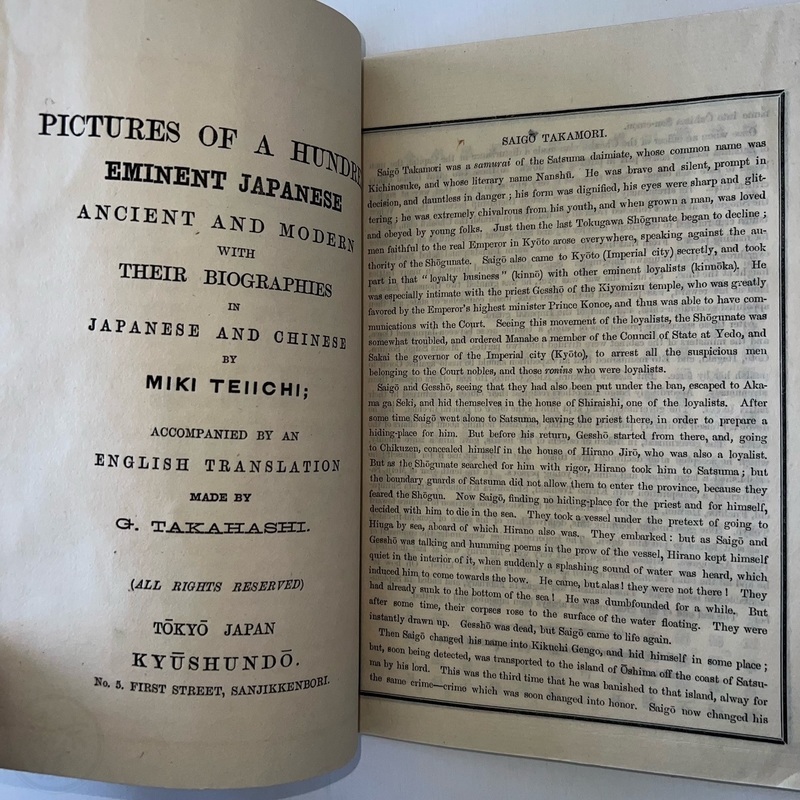 PICTURES OF A HUNDRE
EMINENT JAPANESE
ANCIENT AND MODERN
WITH
THEIR BIOGRAPHIES
IN
JAPANESE AND CHINESE
BY
MIKI TEIICHI;
ACCOMPANIED BY AN
ENGLISH TRANSLATION
MADE BY
G. TAKAHASHI.
(ALL RIGHTS RESERVED)
TŌKYŌ JAPAN
KYŪSHUNDŌ.
No. 5. FIRST STREET, SANJIKKENBORI.
SAIGŌ TAKAMORI.
Saigō Takamori was a samurai of the Satsuma daimiate, whose common name was
Kichinosuke, and whose literary name Nanshū. He was brave and silent, prompt in
decision, and dauntless in danger; his form was dignified, his eyes were sharp and glit-
tering; he was extremely chivalrous from his youth, and when grown a man, was loved
and obeyed by young folks. Just then the last Tokugawa Shōgunate began to decline;
men faithful to the real Emperor in Kyōto arose everywhere, speaking against the au-
thority of the Shōgunate. Saigō also came to Kyōto (Imperial city) secretly, and took
part in that "loyalty business" (kinnō) with other eminent loyalists (kinnōka). He
was especially intimate with the priest Gesshō of the Kiyomizu temple, who was greatly
favored by the Emperor's highest minister Prince Konoe, and thus was able to have com-
munications with the Court. Seeing this movement of the loyalists, the Shōgunate was
somewhat troubled, and ordered Manabe a member of the Council of State at Yedo, and
Sakai the governor of the Imperial city (Kyōto), to arrest all the suspicious men
belonging to the Court nobles, and those ronins who were loyalists.
Saigō and Gesshō, seeing that they had also been put under the ban, escaped to Aka-
ma ga Seki, and hid themselves in the house of Shiraishi, one of the loyalists. After
some time Saigō went alone to Satsuma, leaving the priest there, in order to prepare a
hiding-place for him. But before his return, Gesshō started from there, and, going
to Chikuzen, concealed himself in the house of Hirano Jirō, who was also a loyalist.
But as the Shōgunate searched for him with rigor, Hirano took him to Satsuma; but
the boundary guards of Satsuma did not allow them to enter the province, because they
feared the Shōgun. Now Saigō, finding no hiding-place for the priest and for himself,
decided with him to die in the sea. They took a vessel under the pretext of going to
Hiuga by sea, aboard of which Hirano also was. They embarked: but as Saigō and
Gesshō was talking and humming poems in the prow of the vessel, Hirano kept himself
quiet in the interior of it, when suddenly a splashing sound of water was heard, which
induced him to come towards the bow. He came, but alas! they were not there! They
had already sunk to the bottom of the sea! He was dumbfounded for a while. But
after some time, their corpses rose to the surface of the water floating. They were
instantly drawn up. Gesshō was dead, but Saigō came to life again.
Then Saigō changed his name into Kikuchi Gengo, and hid himself in some place;
but, soon being detected, was transported to the island of Ōshima off the coast of Satsu-
ma by his lord. This was the third time that he was banished to that island, alway for
the same crime—crime which was soon changed into honor. Saigō now changed his